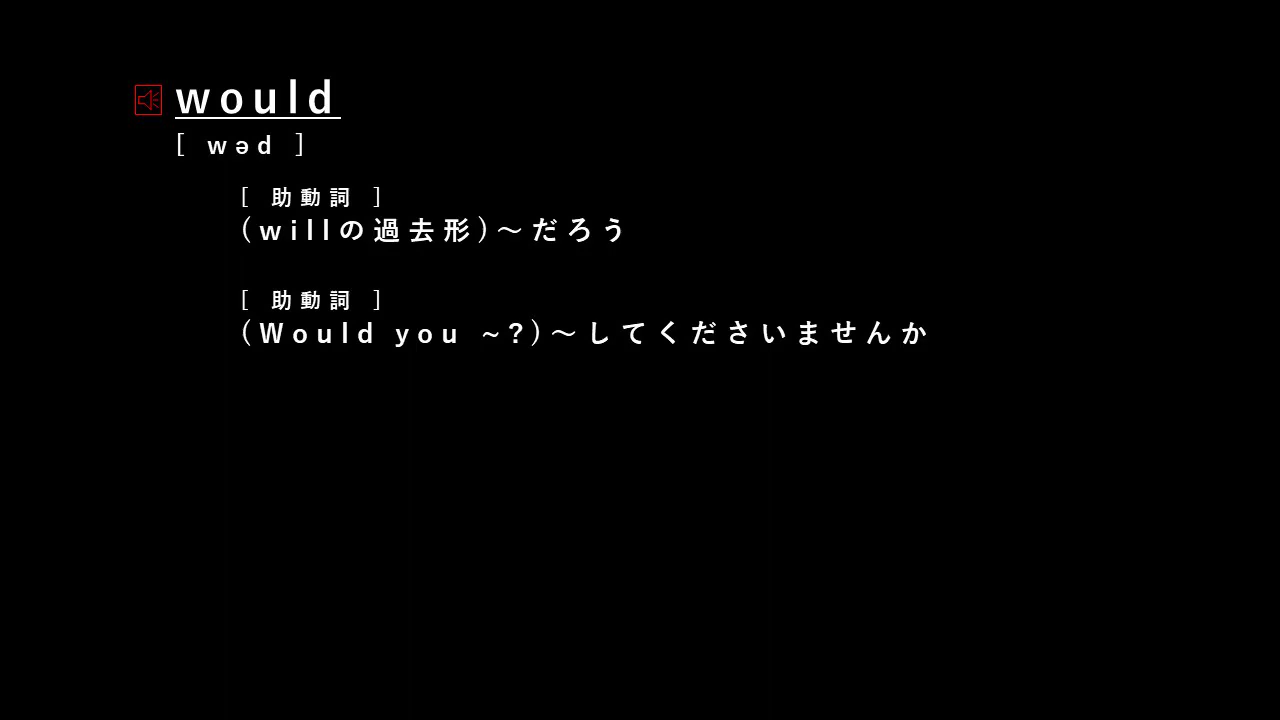 would
[ wəd ]
[ 助動詞 ]
(willの過去形)～だろう
[ 助動詞 ]
(Would you ~?)～してくださいませんか